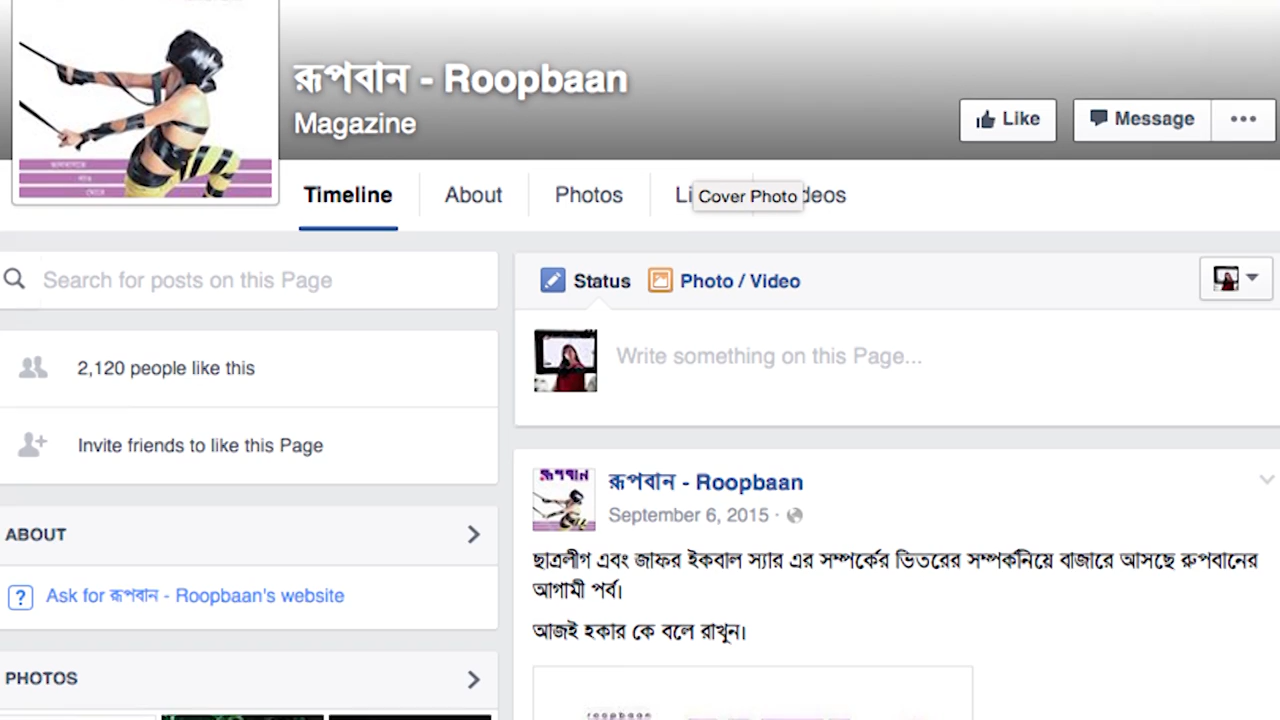 রূপবান - Roopbaan
Magazine
Like
Message
Timeline
About
Photos
Li
Cover Photo
deos
Search for posts on this Page
Status
Photo / Video
2,120 people like this
Write something on this Page...
Invite friends to like this Page
রূপবান - Roopbaan
September 6, 2015 ·
ABOUT
ছাত্রলীগ এবং জাফর ইকবাল স্যার এর সম্পর্কের ভিতরের সম্পর্কনিয়ে বাজারে আসছে রুপবানের
আগামী পর্ব।
Ask for রূপবান - Roopbaan's website
আজই হকার কে বলে রাখুন।
PHOTOS
roopbaan